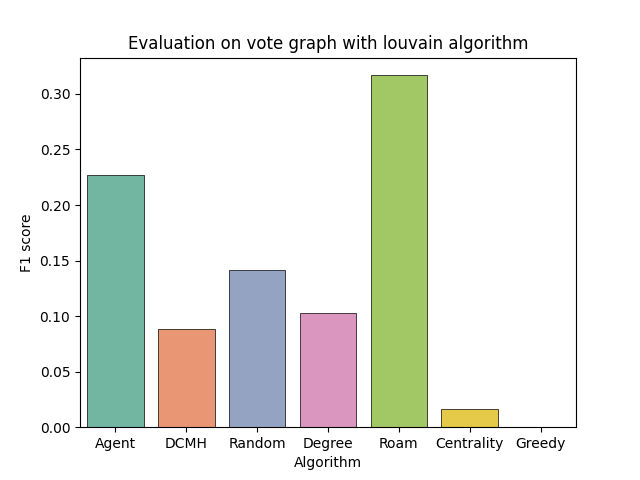 Evaluation on vote graph with louvain algorithm
F1 score
0.30
0.25
0.20
0.15
0.10
0.05
0.00
Agent DCMH Random Degree Roam Centrality Greedy
Algorithm